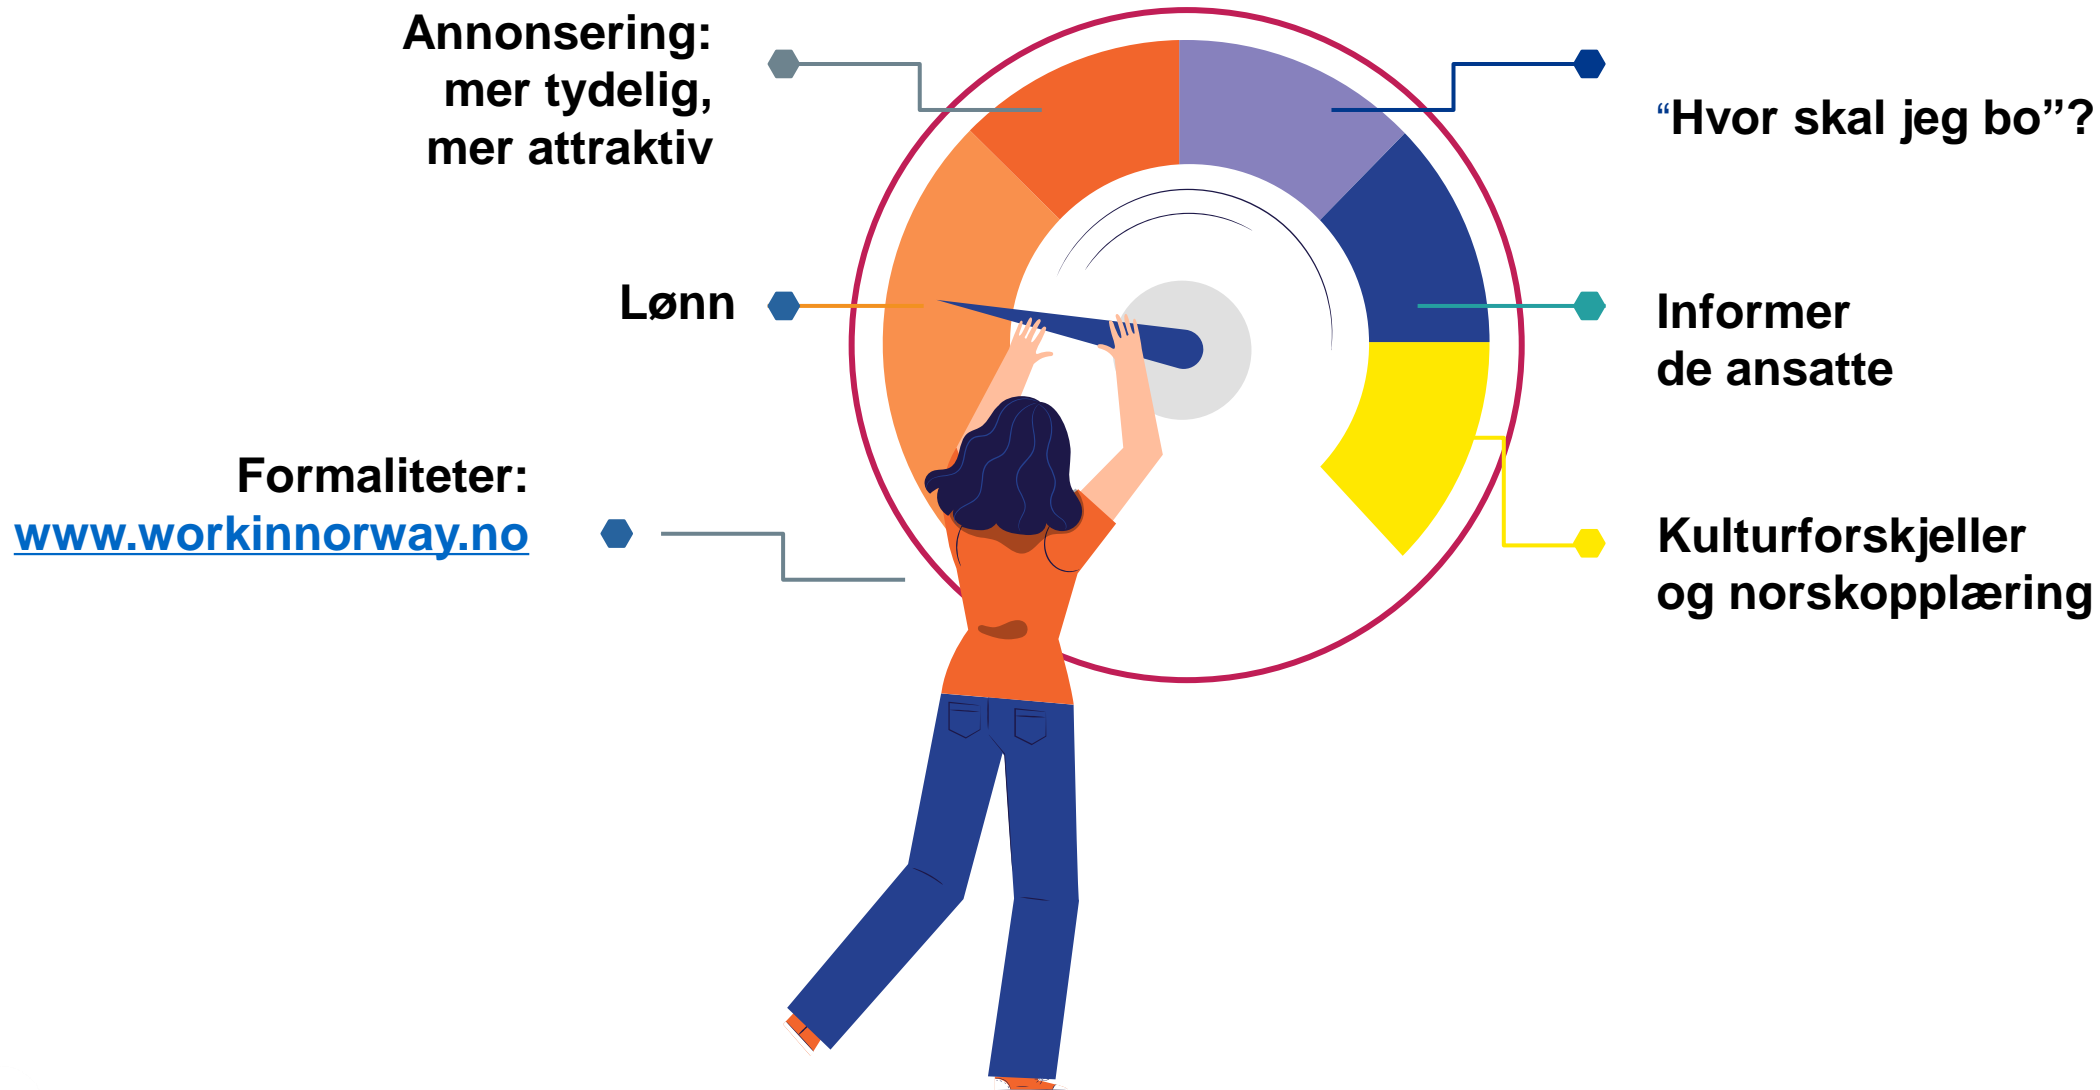 Annonsering:
mer tydelig,
mer attraktiv
Lønn
Formaliteter:
www.workinnorway.no
“Hvor skal jeg bo”?
Informer
de ansatte
Kulturforskjeller
og norskopplæring